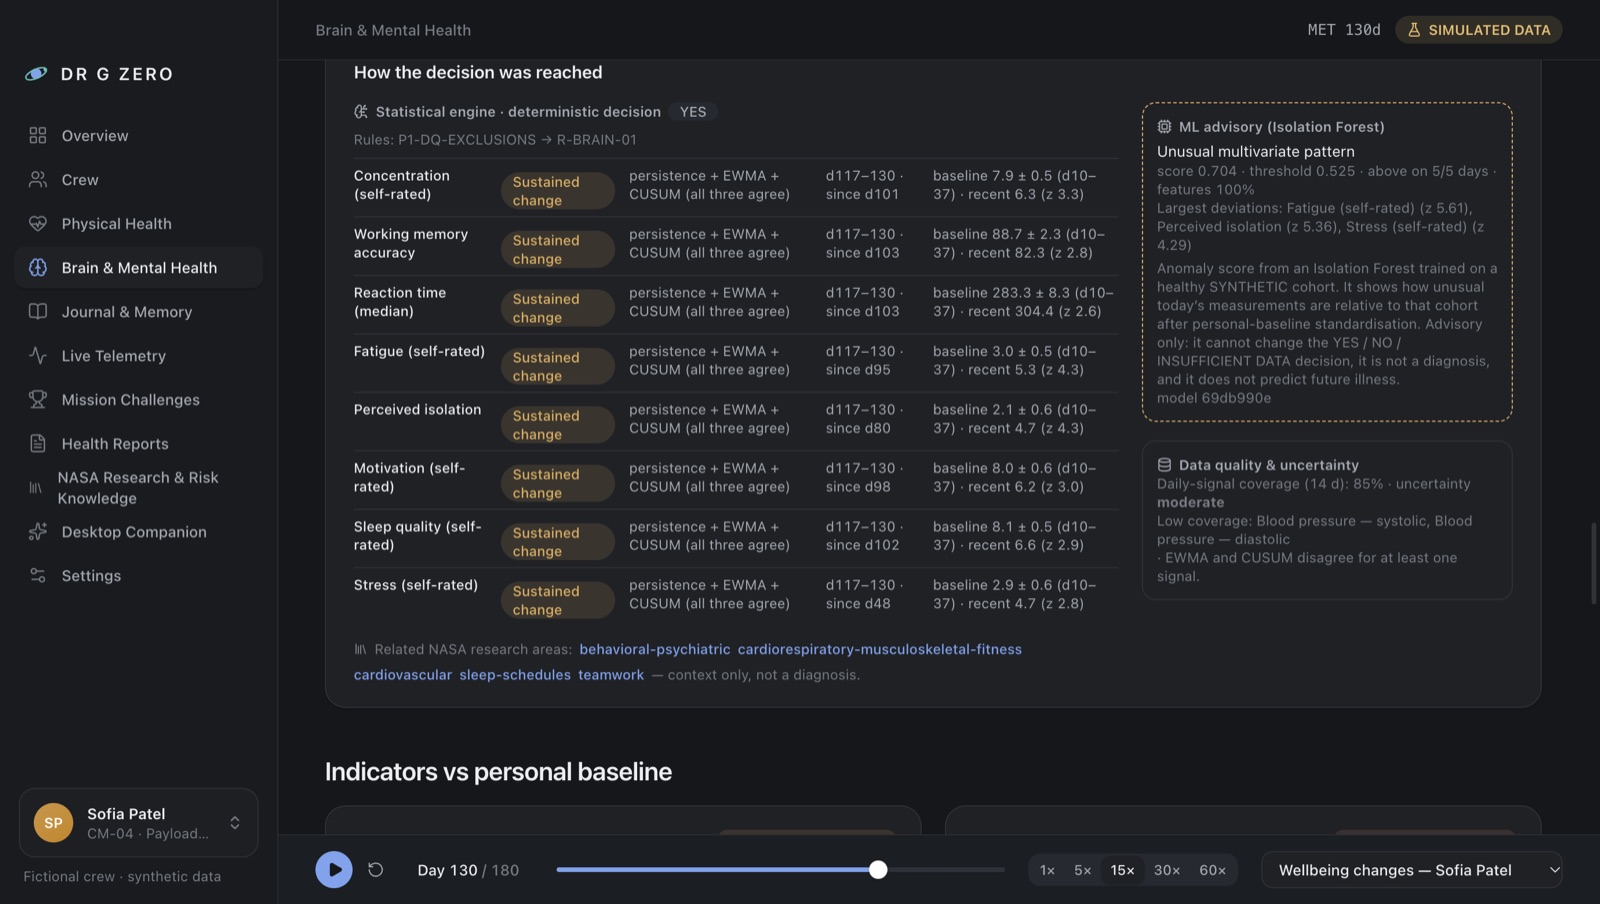 DR G ZERO
Overview
Crew
Physical Health
Brain & Mental Health
Journal & Memory
Live Telemetry
Mission Challenges
Health Reports
NASA Research & Risk
Knowledge
Desktop Companion
Settings
SP
Sofia Patel
CM-04 · Payload...
Fictional crew · synthetic data
Brain & Mental Health
MET 130d
SIMULATED DATA
How the decision was reached
Statistical engine · deterministic decision YES
Rules: P1-DQ-EXCLUSIONS → R-BRAIN-01
Concentration
(self-rated)
Sustained
change
persistence + EWMA +
CUSUM (all three agree)
d117–130 ·
since d101
baseline 7.9 ± 0.5 (d10–
37) · recent 6.3 (z 3.3)
Working memory
accuracy
Sustained
change
persistence + EWMA +
CUSUM (all three agree)
d117–130 ·
since d103
baseline 88.7 ± 2.3 (d10–
37) · recent 82.3 (z 2.8)
Reaction time
(median)
Sustained
change
persistence + EWMA +
CUSUM (all three agree)
d117–130 ·
since d103
baseline 283.3 ± 8.3 (d10–
37) · recent 304.4 (z 2.6)
Fatigue (self-rated)
Sustained
change
persistence + EWMA +
CUSUM (all three agree)
d117–130 ·
since d95
baseline 3.0 ± 0.5 (d10–
37) · recent 5.3 (z 4.3)
Perceived isolation
Sustained
change
persistence + EWMA +
CUSUM (all three agree)
d117–130 ·
since d80
baseline 2.1 ± 0.6 (d10–
37) · recent 4.7 (z 4.3)
Motivation (self-
rated)
Sustained
change
persistence + EWMA +
CUSUM (all three agree)
d117–130 ·
since d98
baseline 8.0 ± 0.6 (d10–
37) · recent 6.2 (z 3.0)
Sleep quality (self-
rated)
Sustained
change
persistence + EWMA +
CUSUM (all three agree)
d117–130 ·
since d102
baseline 8.1 ± 0.5 (d10–
37) · recent 6.6 (z 2.9)
Stress (self-rated)
Sustained
change
persistence + EWMA +
CUSUM (all three agree)
d117–130 ·
since d48
baseline 2.9 ± 0.6 (d10–
37) · recent 4.7 (z 2.8)
Related NASA research areas: behavioral-psychiatric cardiorespiratory-musculoskeletal-fitness
cardiovascular sleep-schedules teamwork — context only, not a diagnosis.
ML advisory (Isolation Forest)
Unusual multivariate pattern
score 0.704 · threshold 0.525 · above on 5/5 days ·
features 100%
Largest deviations: Fatigue (self-rated) (z 5.61),
Perceived isolation (z 5.36), Stress (self-rated) (z
4.29)
Anomaly score from an Isolation Forest trained on a
healthy SYNTHETIC cohort. It shows how unusual
today's measurements are relative to that cohort
after personal-baseline standardisation. Advisory
only: it cannot change the YES / NO /
INSUFFICIENT DATA decision, it is not a diagnosis,
and it does not predict future illness.
model 69db990e
Data quality & uncertainty
Daily-signal coverage (14 d): 85% · uncertainty
moderate
Low coverage: Blood pressure — systolic, Blood
pressure — diastolic
· EWMA and CUSUM disagree for at least one
signal.
Indicators vs personal baseline
Day 130 / 180
1× 5× 15× 30× 60×
Wellbeing changes — Sofia Patel